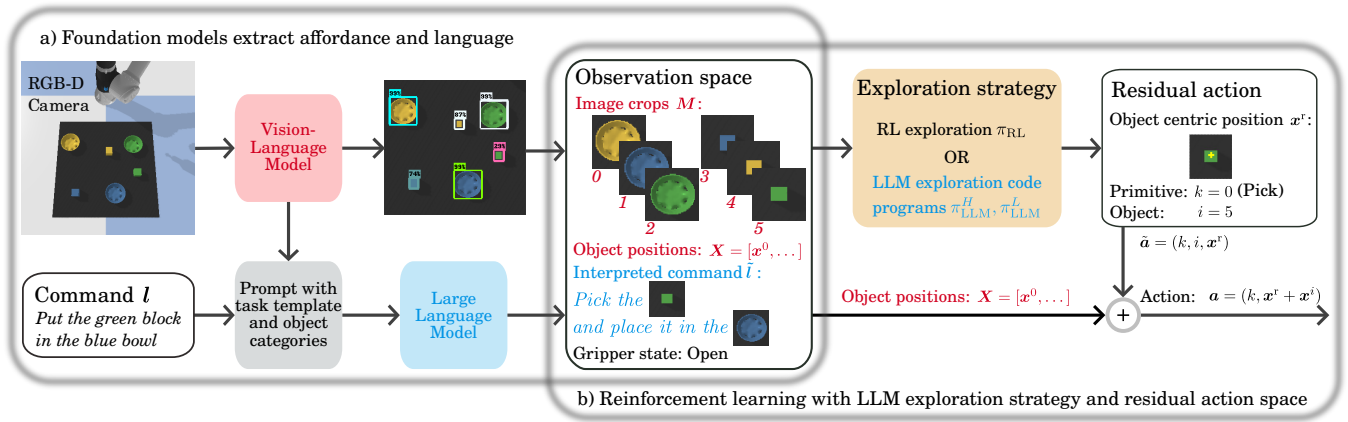 a) Foundation models extract affordance and language
RGB-D
Camera
Vision-
Language
Model
99%
99%
87%
29%
74%
99%
Command l
Put the green block
in the blue bowl
Prompt with
task template
and object
categories
Large
Language
Model
Observation space
Image crops M:
0
1
2
3
4
5
Object positions: X = [x⁰, . . . ]
Interpreted command l̃ :
Pick the
and place it in the
Gripper state: Open
Exploration strategy
RL exploration π_RL
OR
LLM exploration code
programs π^H_LLM, π^L_LLM
Residual action
Object centric position xʳ:
Primitive: k = 0 (Pick)
Object: i = 5
ã = (k, i, xʳ)
Object positions: X = [x⁰, . . . ]
+
Action: a = (k, xʳ + xⁱ)
b) Reinforcement learning with LLM exploration strategy and residual action space